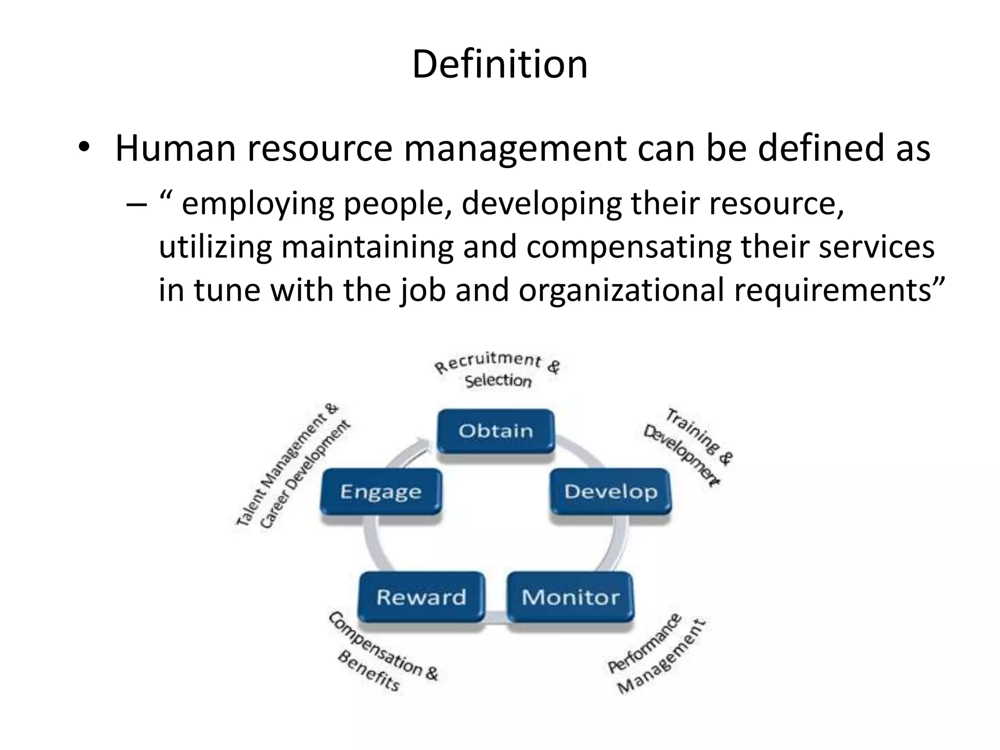 Definition
• Human resource management can be defined as
– “ employing people, developing their resource,
utilizing maintaining and compensating their services
in tune with the job and organizational requirements”
Recruitment &
Selection
Obtain
Training &
Development
Develop
Performance
Management
Monitor
Compensation &
Benefits
Reward
Talent Management &
Career Development
Engage